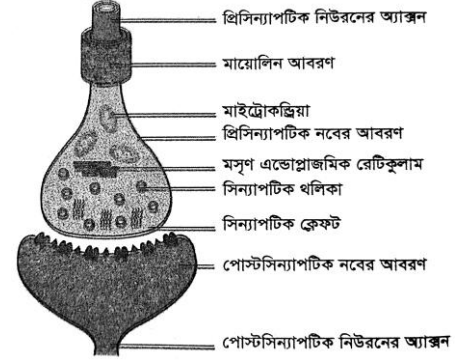 প্রিসিন্যাপটিক নিউরনের অ্যাক্সন
মায়োলিন আবরণ
মাইট্রোকন্ড্রিয়া
প্রিসিন্যাপটিক নবের আবরণ
মসৃণ এন্ডোপ্লাজমিক রেটিকুলাম
সিন্যাপটিক থলিকা
সিন্যাপটিক ক্লেফট
পোস্টসিন্যাপটিক নবের আবরণ
পোস্টসিন্যাপটিক নিউরনের অ্যাক্সন